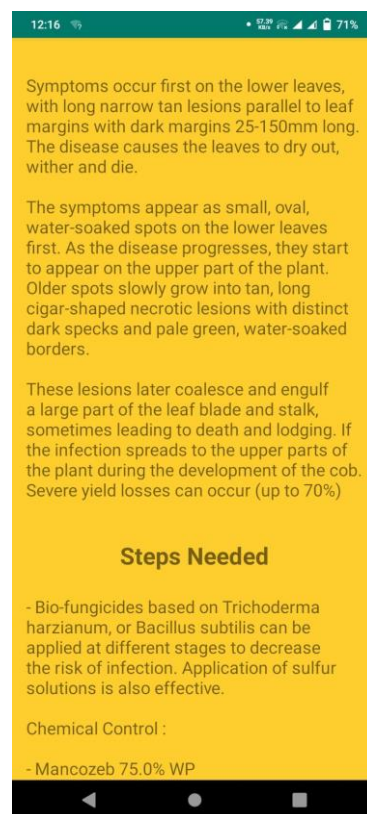 12:16 57.39 KB/s 71%
Symptoms occur first on the lower leaves,
with long narrow tan lesions parallel to leaf
margins with dark margins 25-150mm long.
The disease causes the leaves to dry out,
wither and die.
The symptoms appear as small, oval,
water-soaked spots on the lower leaves
first. As the disease progresses, they start
to appear on the upper part of the plant.
Older spots slowly grow into tan, long
cigar-shaped necrotic lesions with distinct
dark specks and pale green, water-soaked
borders.
These lesions later coalesce and engulf
a large part of the leaf blade and stalk,
sometimes leading to death and lodging. If
the infection spreads to the upper parts of
the plant during the development of the cob.
Severe yield losses can occur (up to 70%)
Steps Needed
- Bio-fungicides based on Trichoderma
harzianum, or Bacillus subtilis can be
applied at different stages to decrease
the risk of infection. Application of sulfur
solutions is also effective.
Chemical Control :
- Mancozeb 75.0% WP